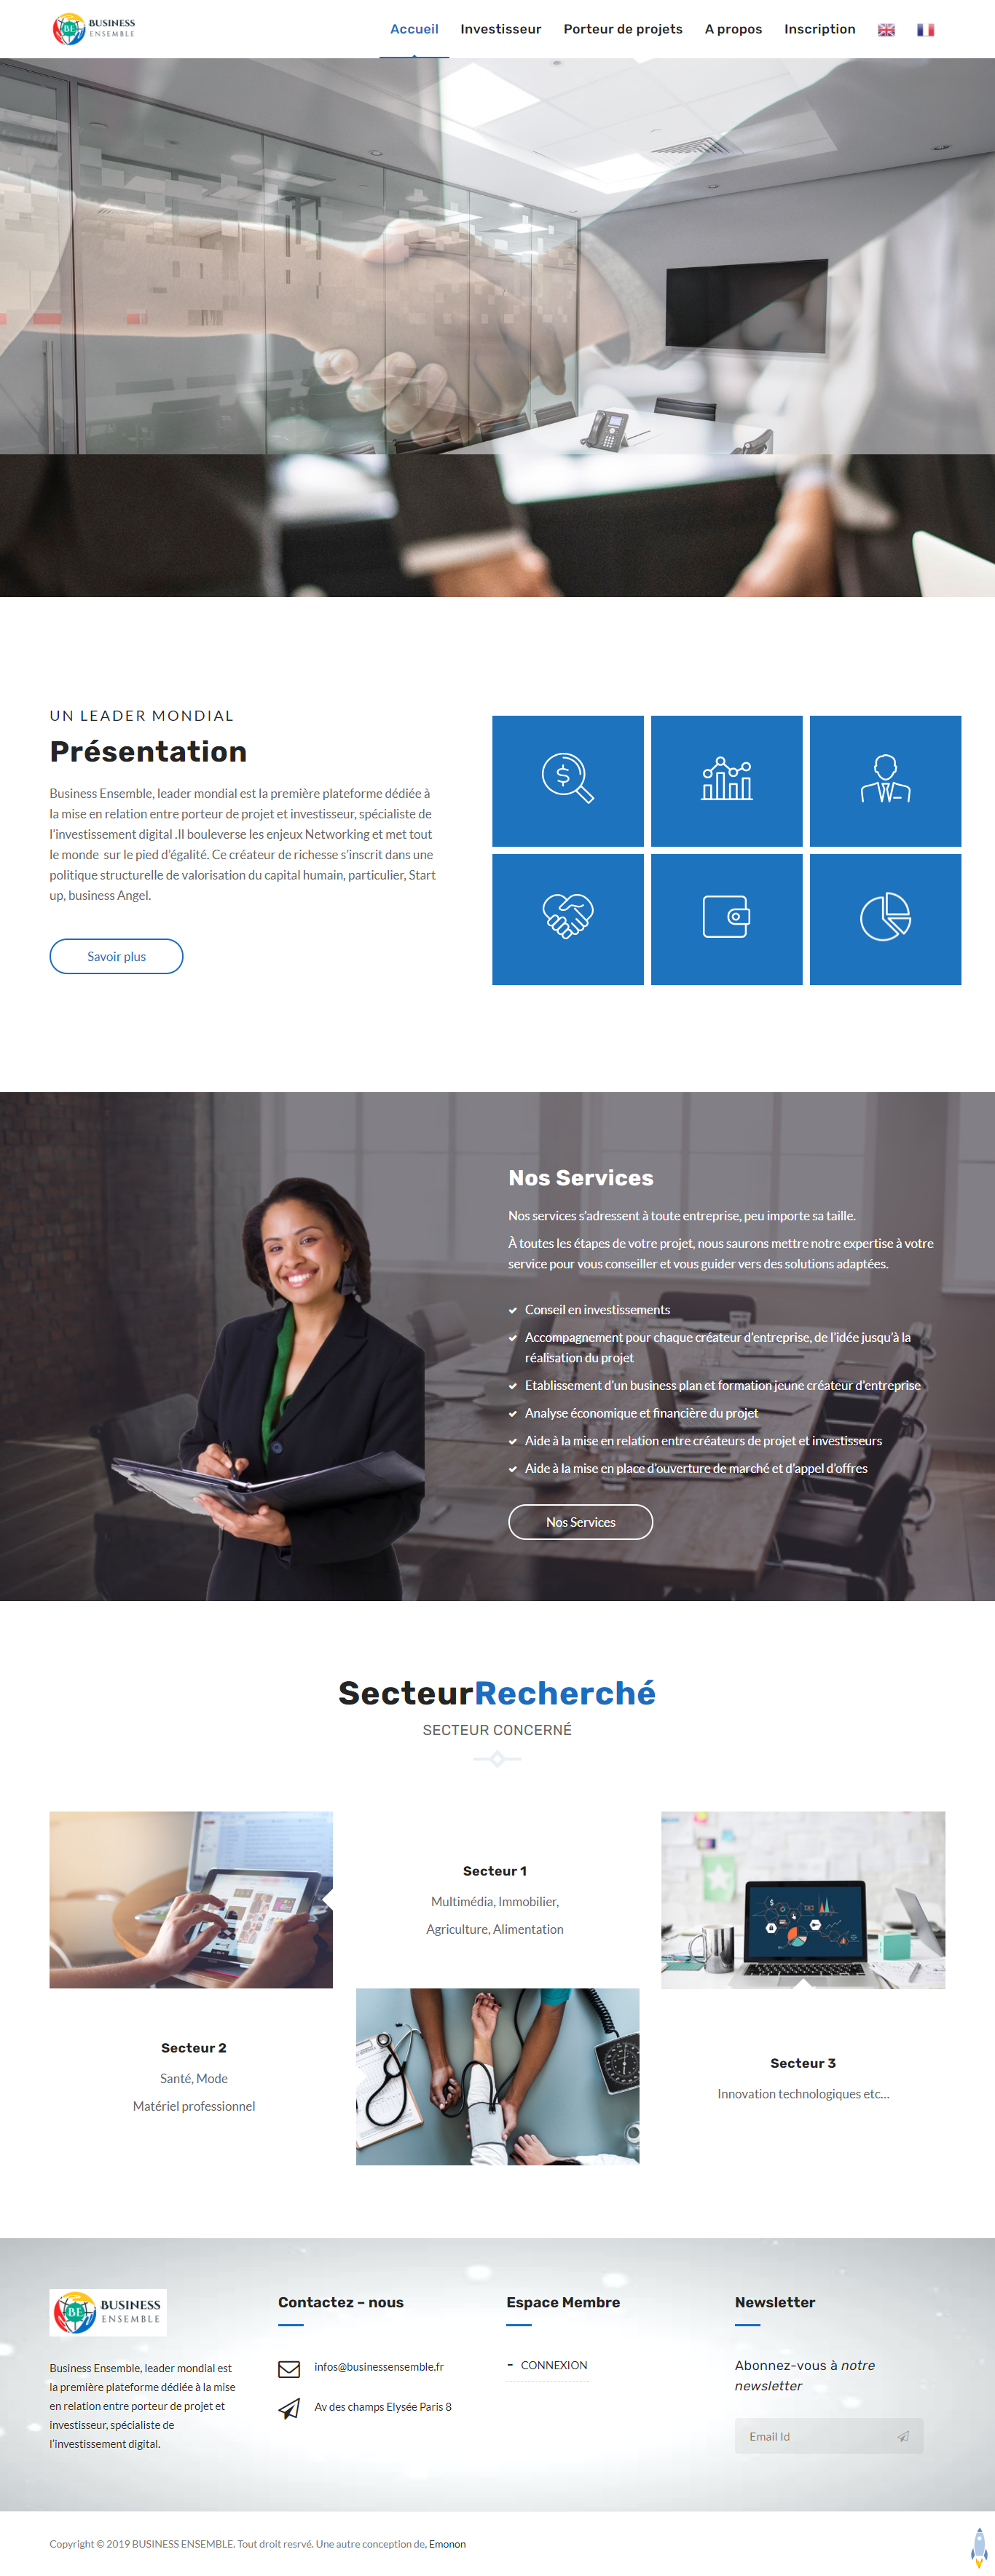 BUSINESS
ENSEMBLE
Accueil Investisseur Porteur de projets A propos Inscription
UN LEADER MONDIAL
Présentation
Business Ensemble, leader mondial est la première plateforme dédiée à
la mise en relation entre porteur de projet et investisseur, spécialiste de
l'investissement digital .Il bouleverse les enjeux Networking et met tout
le monde sur le pied d'égalité. Ce créateur de richesse s'inscrit dans une
politique structurelle de valorisation du capital humain, particulier, Start
up, business Angel.
Savoir plus
Nos Services
Nos services s'adressent à toute entreprise, peu importe sa taille.
À toutes les étapes de votre projet, nous saurons mettre notre expertise à votre
service pour vous conseiller et vous guider vers des solutions adaptées.
Conseil en investissements
Accompagnement pour chaque créateur d'entreprise, de l'idée jusqu'à la
réalisation du projet
Etablissement d'un business plan et formation jeune créateur d'entreprise
Analyse économique et financière du projet
Aide à la mise en relation entre créateurs de projet et investisseurs
Aide à la mise en place d'ouverture de marché et d'appel d'offres
Nos Services
SecteurRecherché
SECTEUR CONCERNÉ
Secteur 1
Multimédia, Immobilier,
Agriculture, Alimentation
Secteur 2
Santé, Mode
Matériel professionnel
Secteur 3
Innovation technologiques etc...
BE
BUSINESS
ENSEMBLE
Business Ensemble, leader mondial est
la première plateforme dédiée à la mise
en relation entre porteur de projet et
investisseur, spécialiste de
l'investissement digital.
Contactez – nous
infos@businessensemble.fr
Av des champs Elysée Paris 8
Espace Membre
- CONNEXION
Newsletter
Abonnez-vous à notre
newsletter
Email Id
Copyright © 2019 BUSINESS ENSEMBLE. Tout droit resrvé. Une autre conception de, Emonon